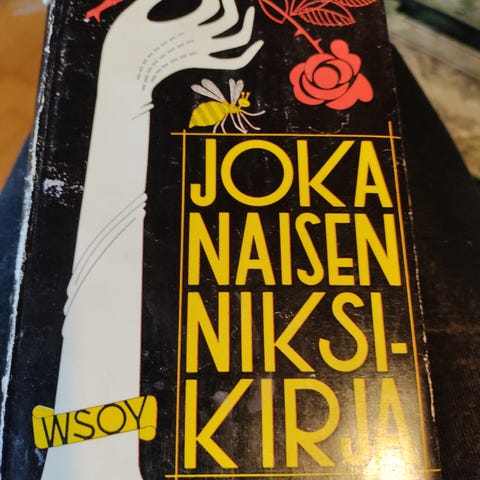 JOKA
NAISEN
NIKSI-
KIRJA
WSOY